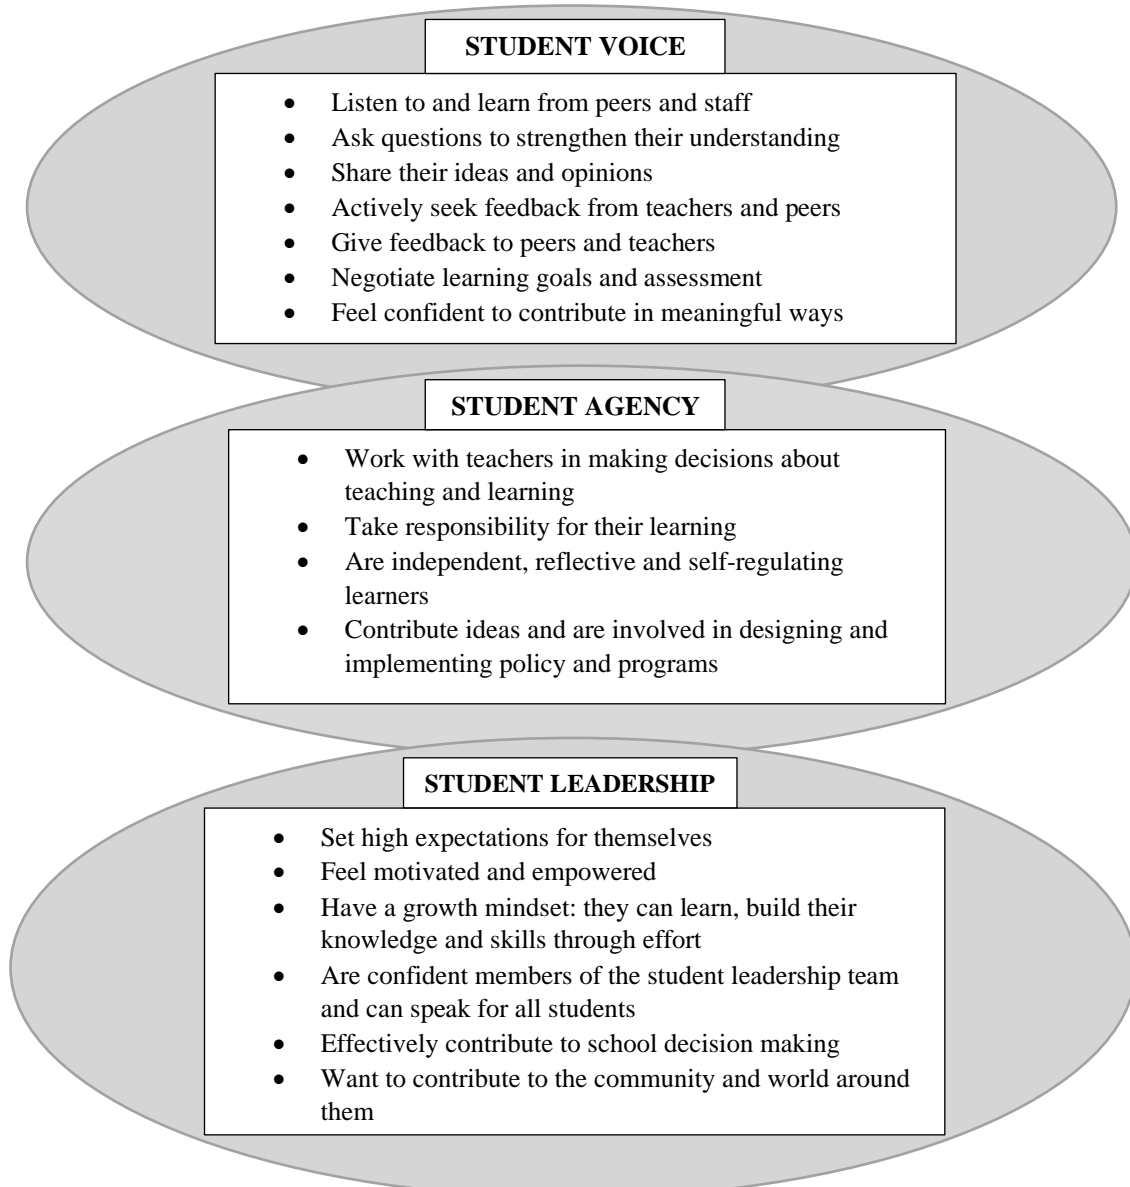 STUDENT VOICE
• Listen to and learn from peers and staff
• Ask questions to strengthen their understanding
• Share their ideas and opinions
• Actively seek feedback from teachers and peers
• Give feedback to peers and teachers
• Negotiate learning goals and assessment
• Feel confident to contribute in meaningful ways
STUDENT AGENCY
• Work with teachers in making decisions about
teaching and learning
• Take responsibility for their learning
• Are independent, reflective and self-regulating
learners
• Contribute ideas and are involved in designing and
implementing policy and programs
STUDENT LEADERSHIP
• Set high expectations for themselves
• Feel motivated and empowered
• Have a growth mindset: they can learn, build their
knowledge and skills through effort
• Are confident members of the student leadership team
and can speak for all students
• Effectively contribute to school decision making
• Want to contribute to the community and world around
them